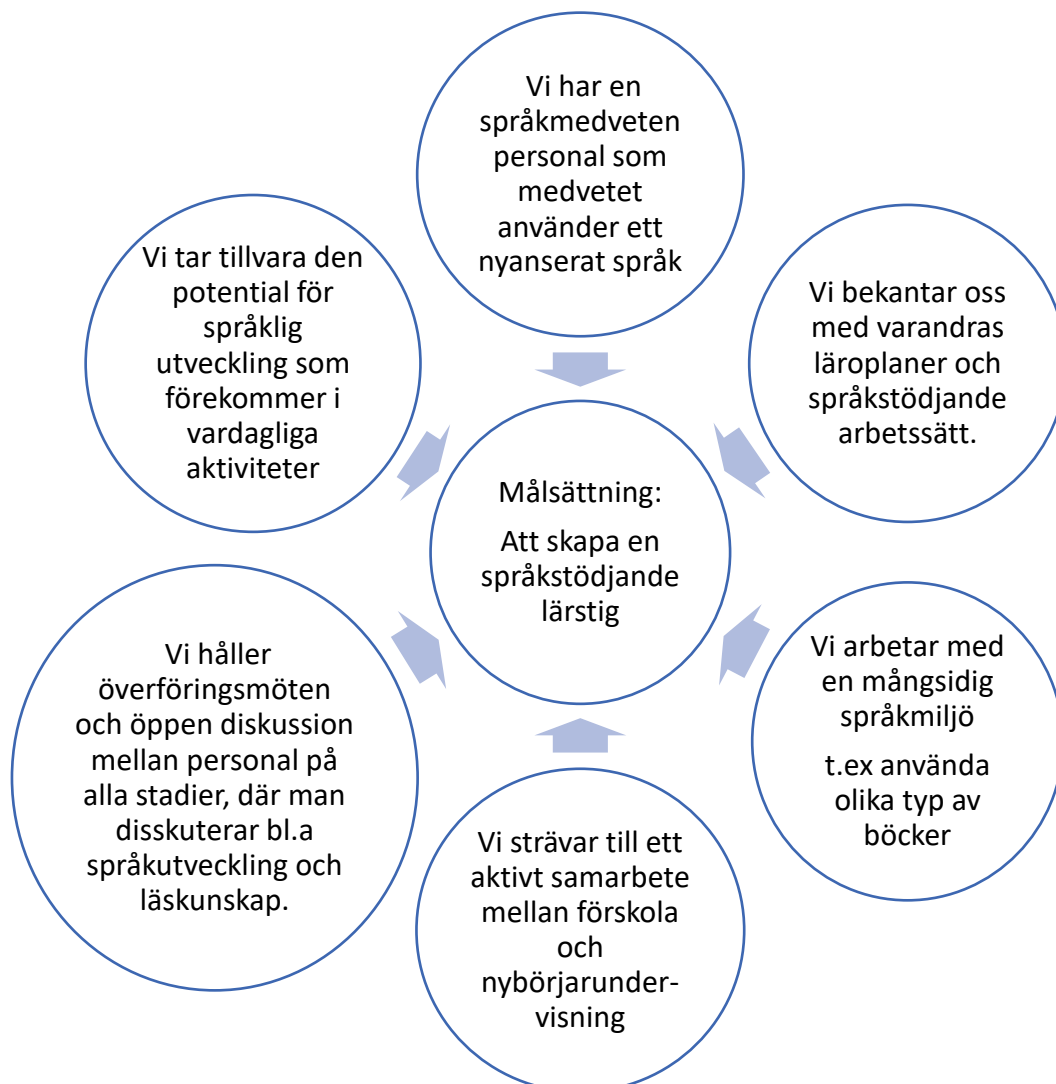 Vi har en
språkmedveten
personal som
medvetet
använder ett
nyanserat språk
Vi bekantar oss
med varandras
läroplaner och
språkstödjande
arbetssätt.
Vi arbetar med
en mångsidig
språkmiljö
t.ex använda
olika typ av
böcker
Vi strävar till ett
aktivt samarbete
mellan förskola
och
nybörjarunder-
visning
Vi håller
överföringsmöten
och öppen diskussion
mellan personal på
alla stadier, där man
disskuterar bl.a
språkutveckling och
läskunskap.
Vi tar tillvara den
potential för
språklig
utveckling som
förekommer i
vardagliga
aktiviteter
Målsättning:
Att skapa en
språkstödjande
lärstig